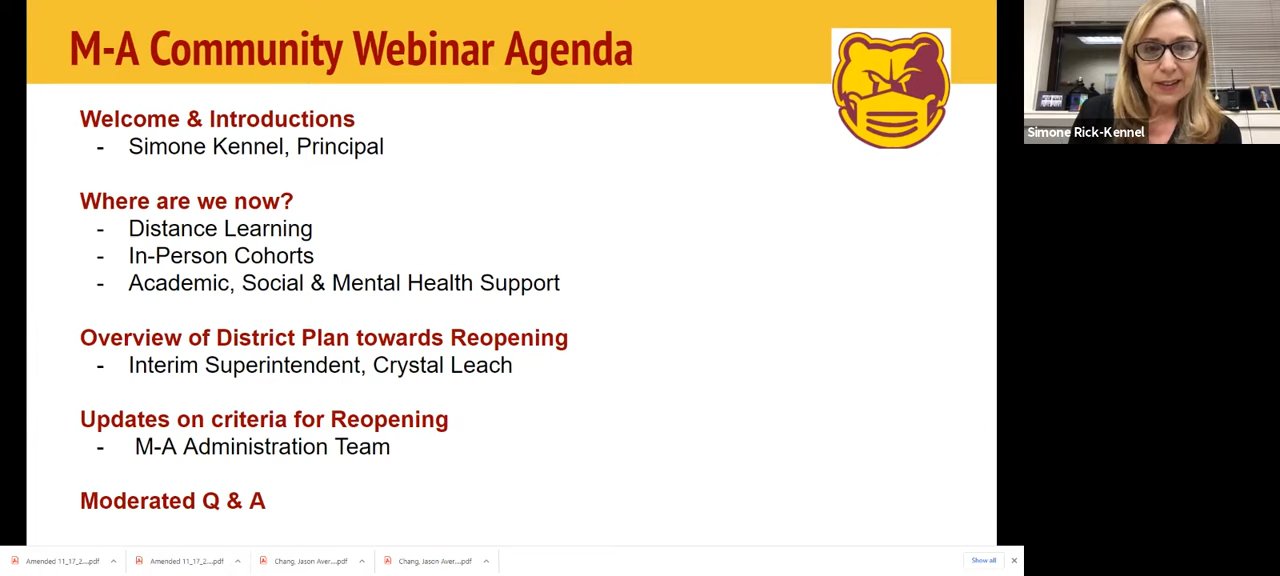 M-A Community Webinar Agenda
Welcome & Introductions
- Simone Kennel, Principal
Where are we now?
- Distance Learning
- In-Person Cohorts
- Academic, Social & Mental Health Support
Overview of District Plan towards Reopening
- Interim Superintendent, Crystal Leach
Updates on criteria for Reopening
- M-A Administration Team
Moderated Q & A
Simone Rick-Kennel
Amended 11_17_2....pdf
Amended 11_17_2....pdf
Chang, Jason Aver....pdf
Chang, Jason Aver....pdf
Show all